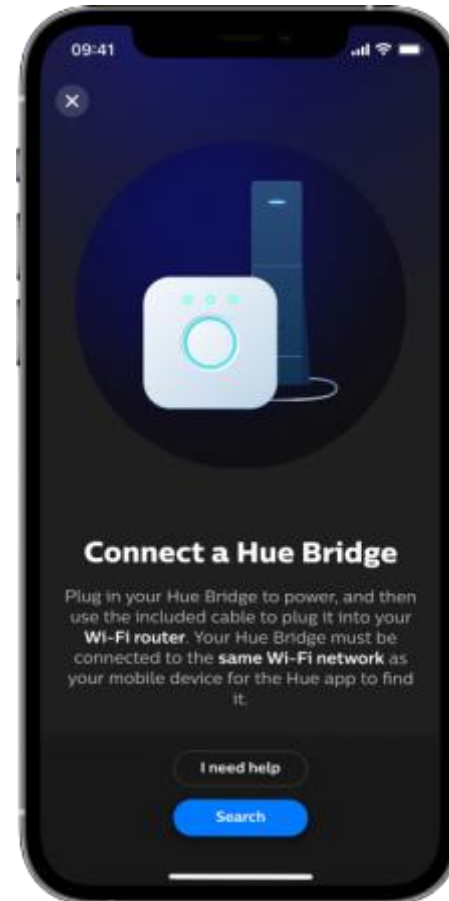 09:41
Connect a Hue Bridge
Plug in your Hue Bridge to power, and then
use the included cable to plug it into your
Wi-Fi router. Your Hue Bridge must be
connected to the same Wi-Fi network as
your mobile device for the Hue app to find
it.
I need help
Search